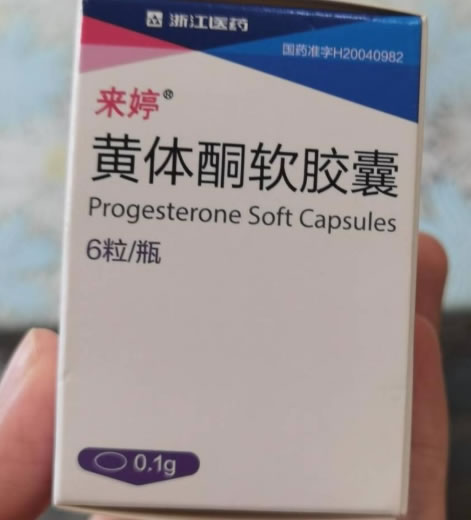 浙江医药
国药准字H20040982
来婷®
黄体酮软胶囊
Progesterone Soft Capsules
6粒/瓶
0.1g